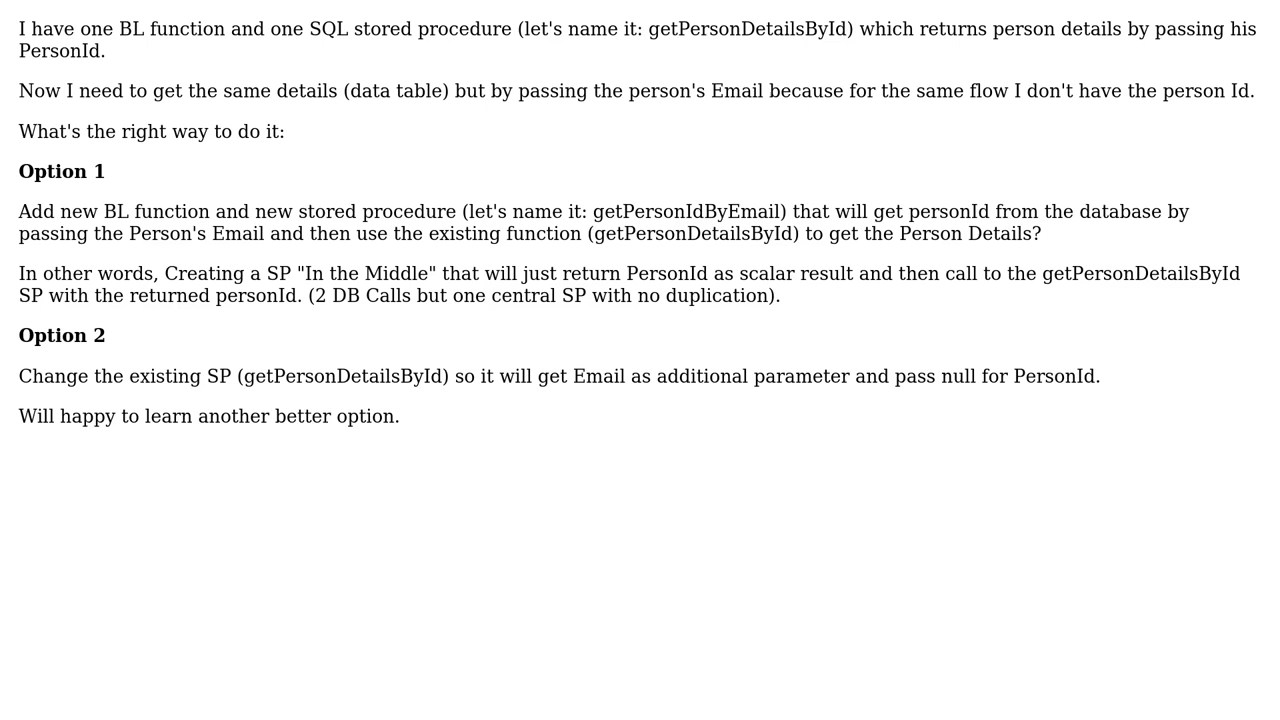 I have one BL function and one SQL stored procedure (let's name it: getPersonDetailsById) which returns person details by passing his
PersonId.
Now I need to get the same details (data table) but by passing the person's Email because for the same flow I don't have the person Id.
What's the right way to do it:
Option 1
Add new BL function and new stored procedure (let's name it: getPersonIdByEmail) that will get personId from the database by
passing the Person's Email and then use the existing function (getPersonDetailsById) to get the Person Details?
In other words, Creating a SP "In the Middle" that will just return PersonId as scalar result and then call to the getPersonDetailsById
SP with the returned personId. (2 DB Calls but one central SP with no duplication).
Option 2
Change the existing SP (getPersonDetailsById) so it will get Email as additional parameter and pass null for PersonId.
Will happy to learn another better option.